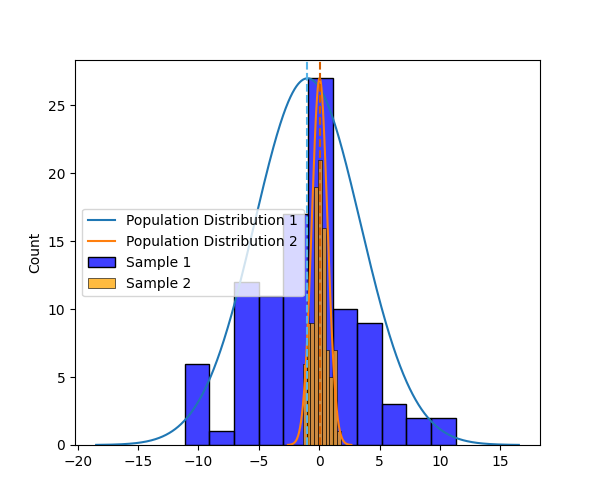 25
20
15
10
5
0
Count
Population Distribution 1
Population Distribution 2
Sample 1
Sample 2
−20 −15 −10 −5 0 5 10 15